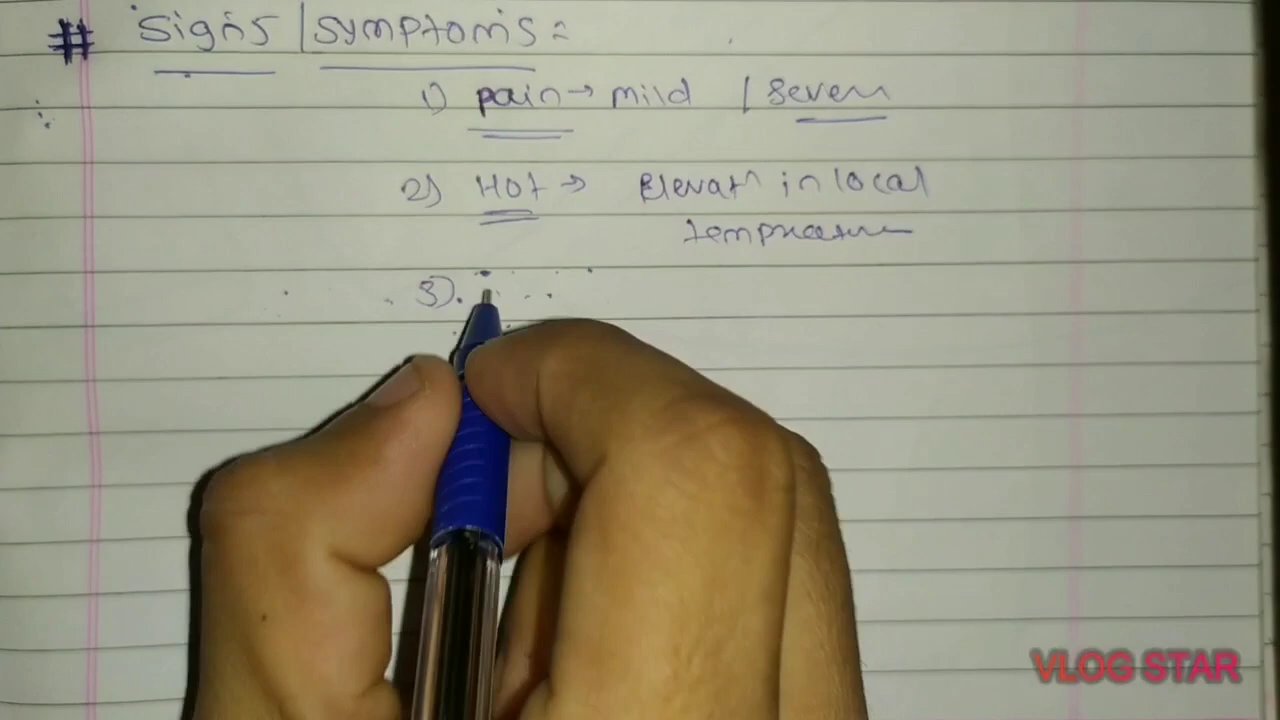 # Signs | Symptoms =
1) pain → mild / Severe
2) Hot → Elevatn in local
temprature
3).
VLOG STAR